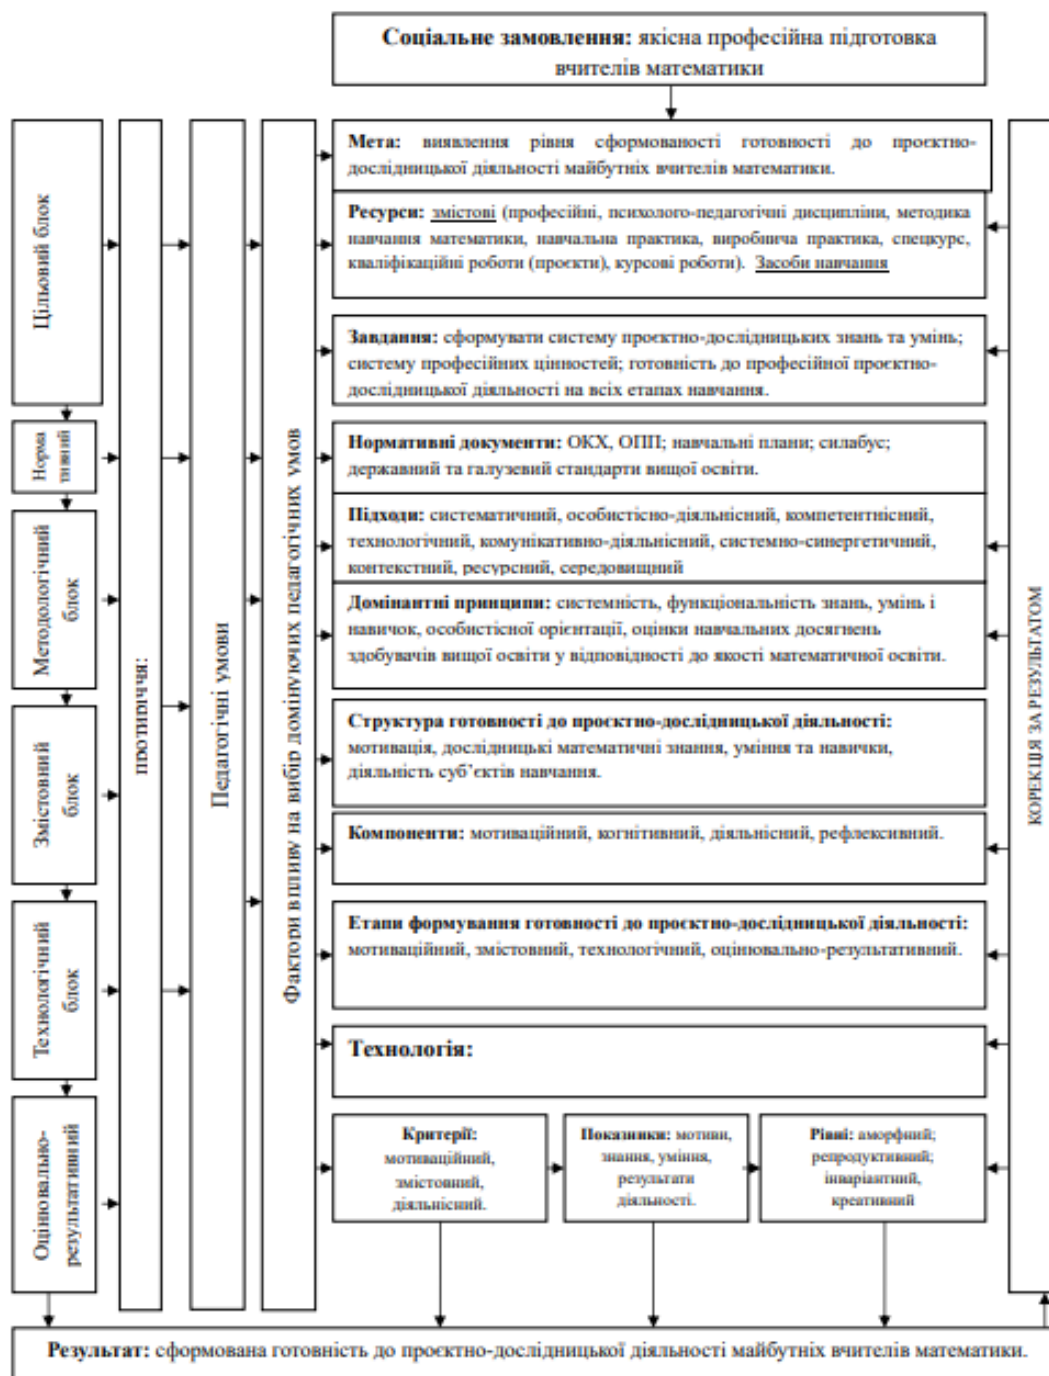 Соціальне замовлення: якісна професійна підготовка
вчителів математики
Цільовий блок
Норма
тивний
Методологічний
блок
Змістовний
блок
Технологічний
блок
Оцінювально-
результативний
протиріччя:
Педагогічні умови
Фактори впливу на вибір домінуючих педагогічних умов
Мета: виявлення рівня сформованості готовності до проєктно-
дослідницької діяльності майбутніх вчителів математики.
Ресурси: змістові (професійні, психолого-педагогічні дисципліни, методика
навчання математики, навчальна практика, виробнича практика, спецкурс,
кваліфікаційні роботи (проєкти), курсові роботи). Засоби навчання
Завдання: сформувати систему проєктно-дослідницьких знань та умінь;
систему професійних цінностей; готовність до професійної проєктно-
дослідницької діяльності на всіх етапах навчання.
Нормативні документи: ОКХ, ОПП; навчальні плани; силабус;
державний та галузевий стандарти вищої освіти.
Підходи: систематичний, особистісно-діяльнісний, компетентнісний,
технологічний, комунікативно-діяльнісний, системно-синергетичний,
контекстний, ресурсний, середовищний
Домінантні принципи: системність, функціональність знань, умінь і
навичок, особистісної орієнтації, оцінки навчальних досягнень
здобувачів вищої освіти у відповідності до якості математичної освіти.
Структура готовності до проєктно-дослідницької діяльності:
мотивація, дослідницькі математичні знання, уміння та навички,
діяльність суб’єктів навчання.
Компоненти: мотиваційний, когнітивний, діяльнісний, рефлексивний.
Етапи формування готовності до проєктно-дослідницької діяльності:
мотиваційний, змістовний, технологічний, оцінювально-результативний.
Технологія:
Критерії:
мотиваційний,
змістовний,
діяльнісний.
Показники: мотиви,
знання, уміння,
результати
діяльності.
Рівні: аморфний;
репродуктивний;
інваріантний,
креативний
КОРЕКЦІЯ ЗА РЕЗУЛЬТАТОМ
Результат: сформована готовність до проєктно-дослідницької діяльності майбутніх вчителів математики.